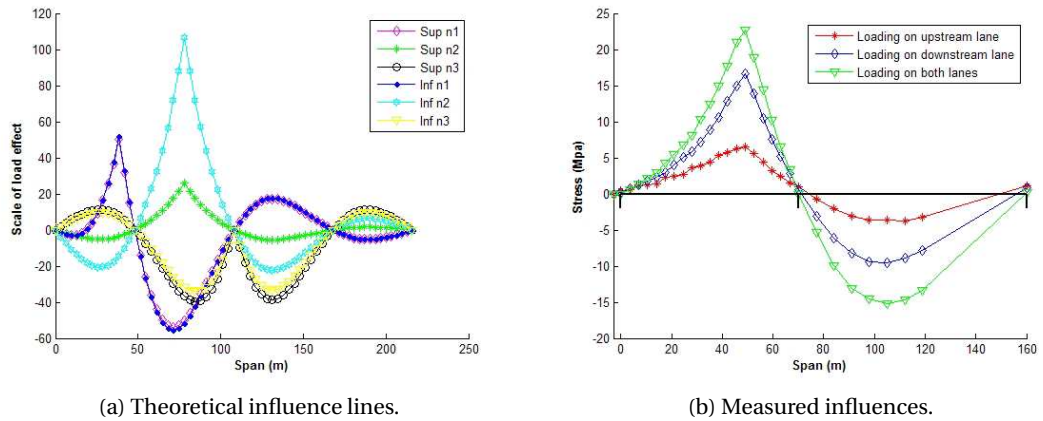 120
100
80
60
40
20
0
-20
-40
-60
0
50
100
150
200
250
Scale of load effect
Span (m)
Sup n1
Sup n2
Sup n3
Inf n1
Inf n2
Inf n3
(a) Theoretical influence lines.
25
20
15
10
5
0
-5
-10
-15
-20
0
20
40
60
80
100
120
140
160
Stress (Mpa)
Span (m)
Loading on upstream lane
Loading on downstream lane
Loading on both lanes
(b) Measured influences.